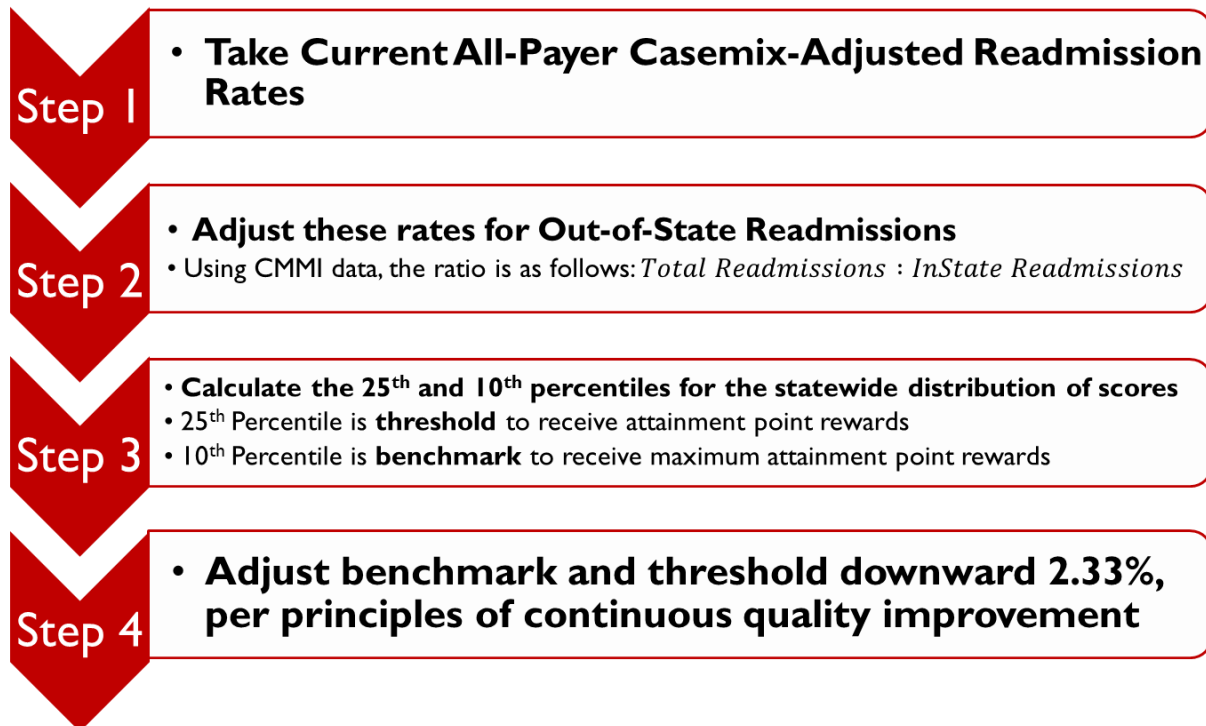 Step 1
• Take Current All-Payer Casemix-Adjusted Readmission
Rates
Step 2
• Adjust these rates for Out-of-State Readmissions
• Using CMMI data, the ratio is as follows: Total Readmissions : InState Readmissions
Step 3
• Calculate the 25th and 10th percentiles for the statewide distribution of scores
• 25th Percentile is threshold to receive attainment point rewards
• 10th Percentile is benchmark to receive maximum attainment point rewards
Step 4
• Adjust benchmark and threshold downward 2.33%,
per principles of continuous quality improvement